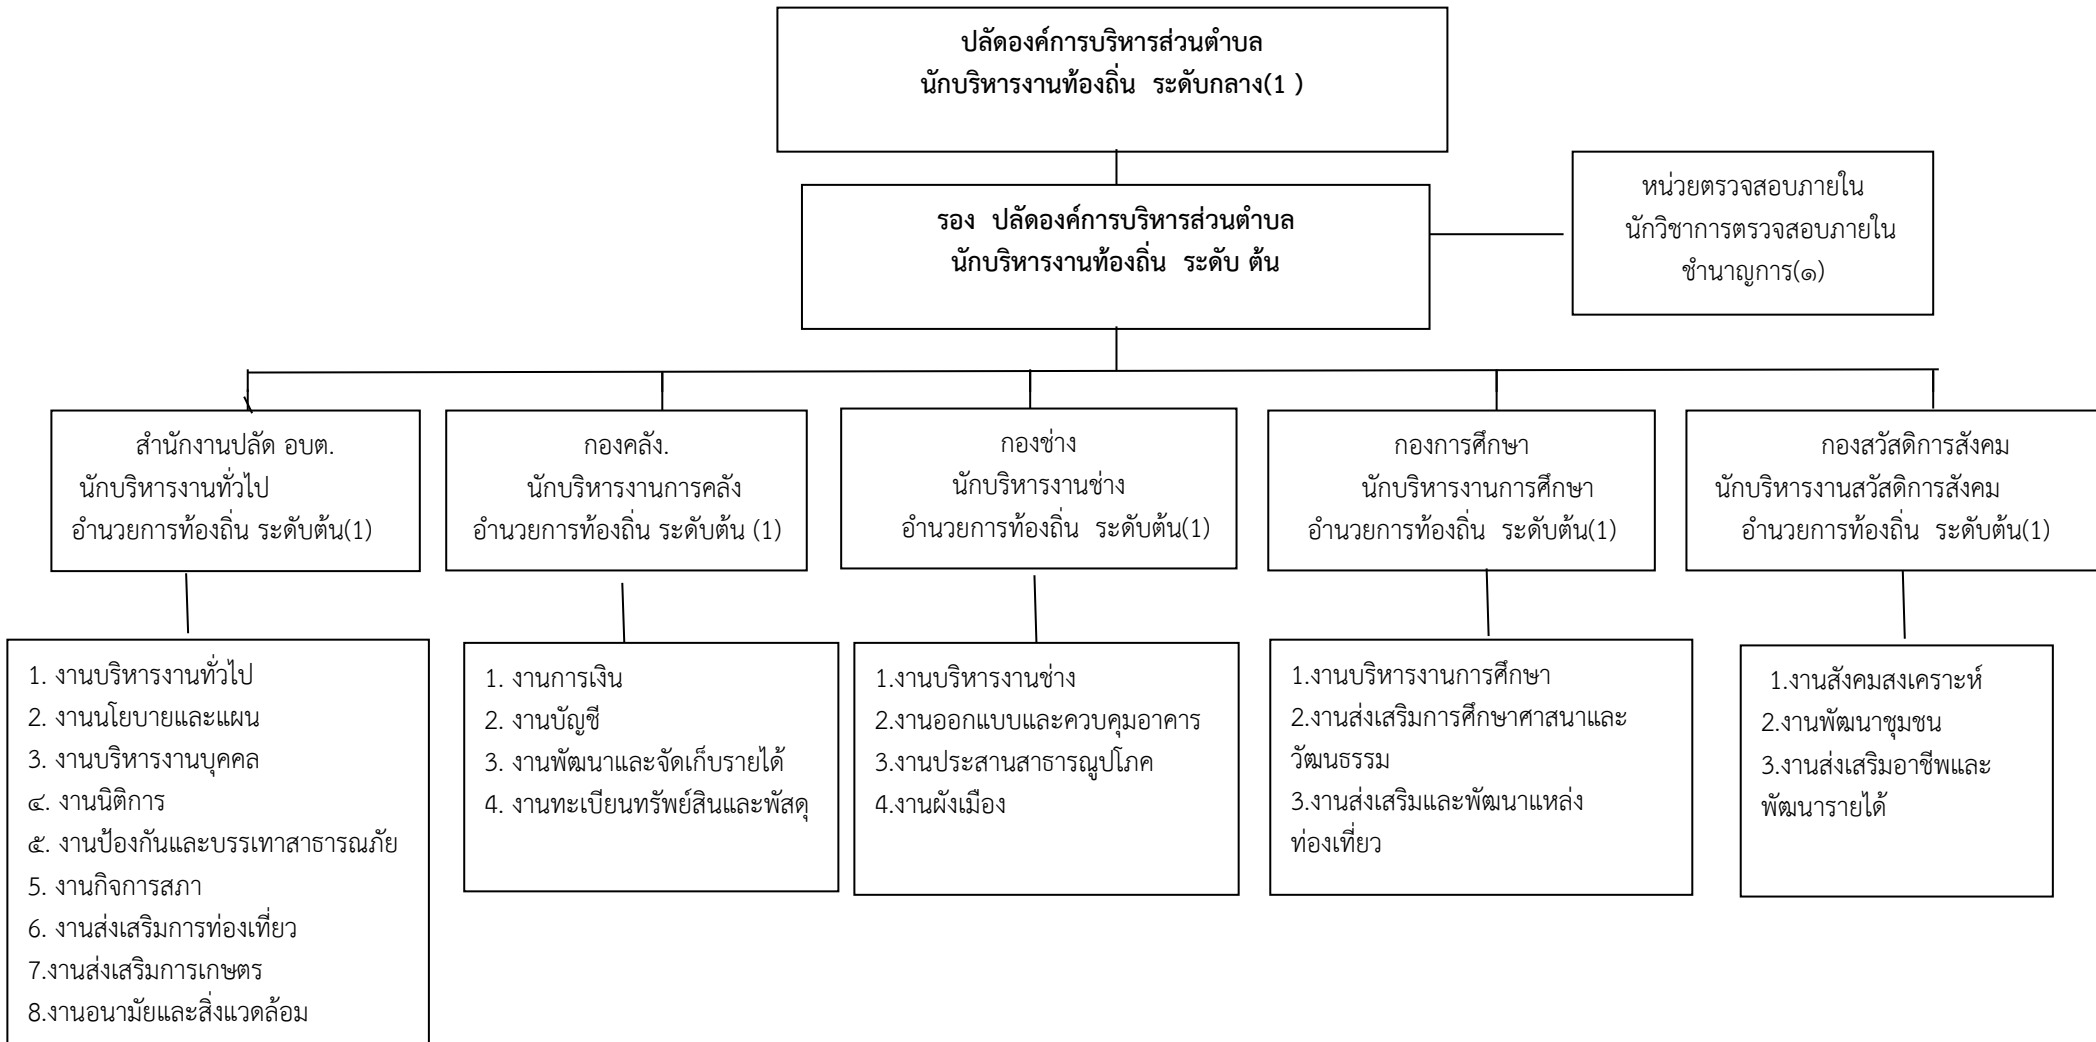 ปลัดองค์การบริหารส่วนตำบล
นักบริหารงานท้องถิ่น ระดับกลาง(1 )
รอง ปลัดองค์การบริหารส่วนตำบล
นักบริหารงานท้องถิ่น ระดับ ต้น
หน่วยตรวจสอบภายใน
นักวิชาการตรวจสอบภายใน
ชำนาญการ(๑)
สำนักงานปลัด อบต.
นักบริหารงานทั่วไป
อำนวยการท้องถิ่น ระดับต้น(1)
กองคลัง.
นักบริหารงานการคลัง
อำนวยการท้องถิ่น ระดับต้น (1)
กองช่าง
นักบริหารงานช่าง
อำนวยการท้องถิ่น ระดับต้น(1)
กองการศึกษา
นักบริหารงานการศึกษา
อำนวยการท้องถิ่น ระดับต้น(1)
กองสวัสดิการสังคม
นักบริหารงานสวัสดิการสังคม
อำนวยการท้องถิ่น ระดับต้น(1)
1. งานบริหารงานทั่วไป
2. งานนโยบายและแผน
3. งานบริหารงานบุคคล
๔. งานนิติการ
๕. งานป้องกันและบรรเทาสาธารณภัย
5. งานกิจการสภา
6. งานส่งเสริมการท่องเที่ยว
7.งานส่งเสริมการเกษตร
8.งานอนามัยและสิ่งแวดล้อม
1. งานการเงิน
2. งานบัญชี
3. งานพัฒนาและจัดเก็บรายได้
4. งานทะเบียนทรัพย์สินและพัสดุ
1.งานบริหารงานช่าง
2.งานออกแบบและควบคุมอาคาร
3.งานประสานสาธารณูปโภค
4.งานผังเมือง
1.งานบริหารงานการศึกษา
2.งานส่งเสริมการศึกษาศาสนาและ
วัฒนธรรม
3.งานส่งเสริมและพัฒนาแหล่ง
ท่องเที่ยว
1.งานสังคมสงเคราะห์
2.งานพัฒนาชุมชน
3.งานส่งเสริมอาชีพและ
พัฒนารายได้